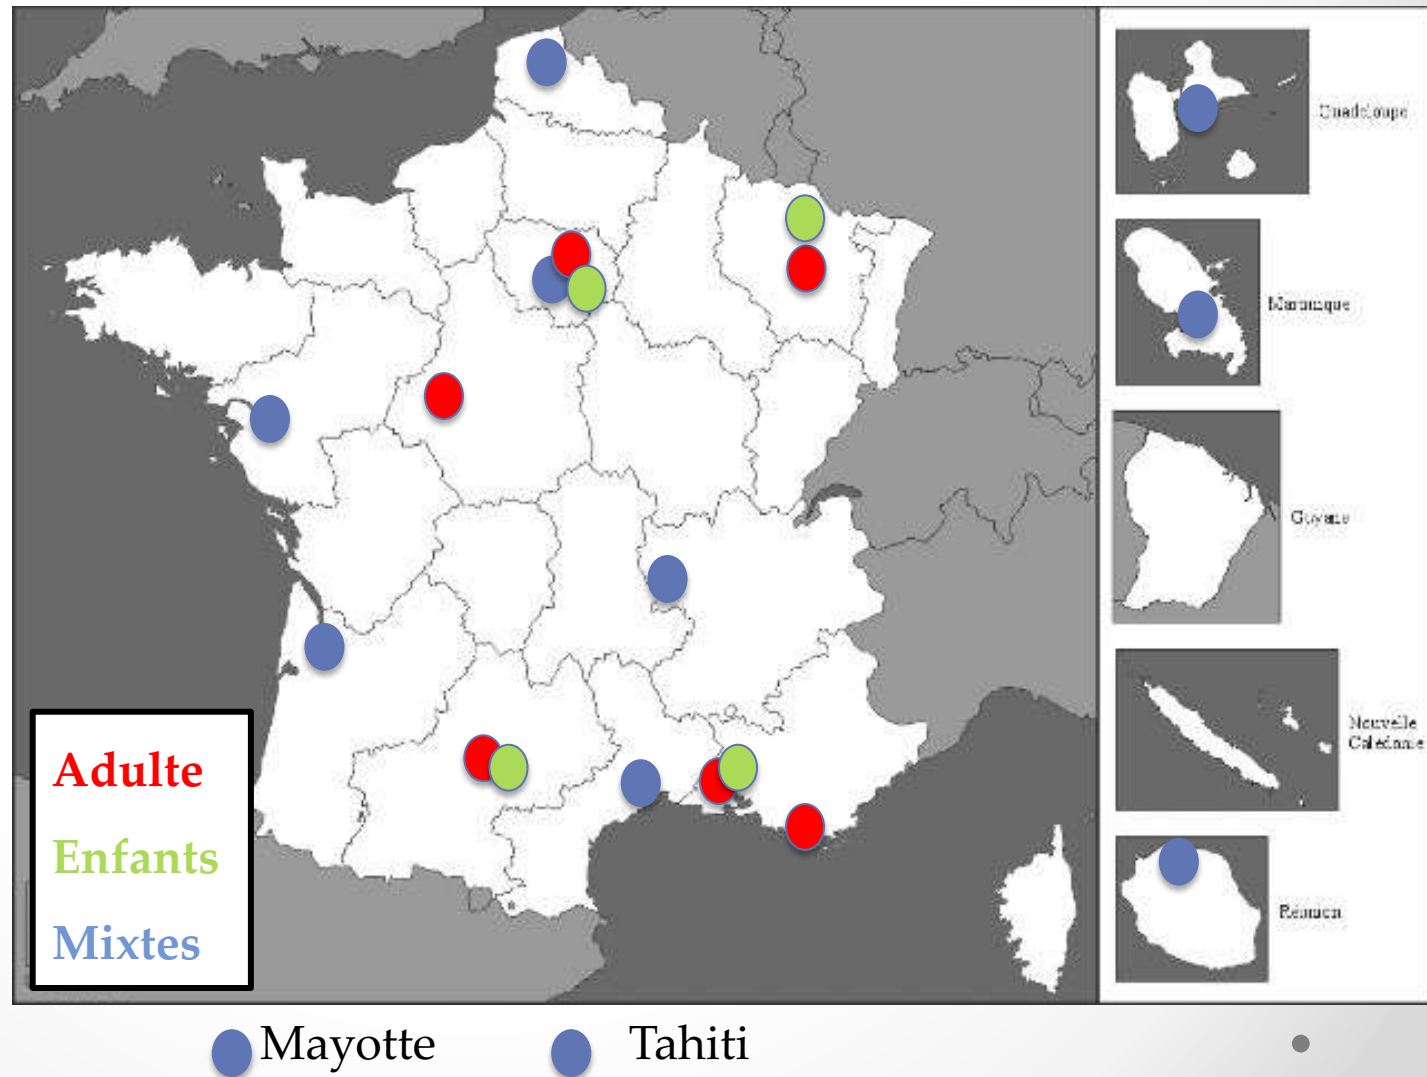 Guadeloupe
Martinique
Guyane
Nouvelle
Calédonie
Réunion
Adulte
Enfants
Mixtes
Mayotte
Tahiti